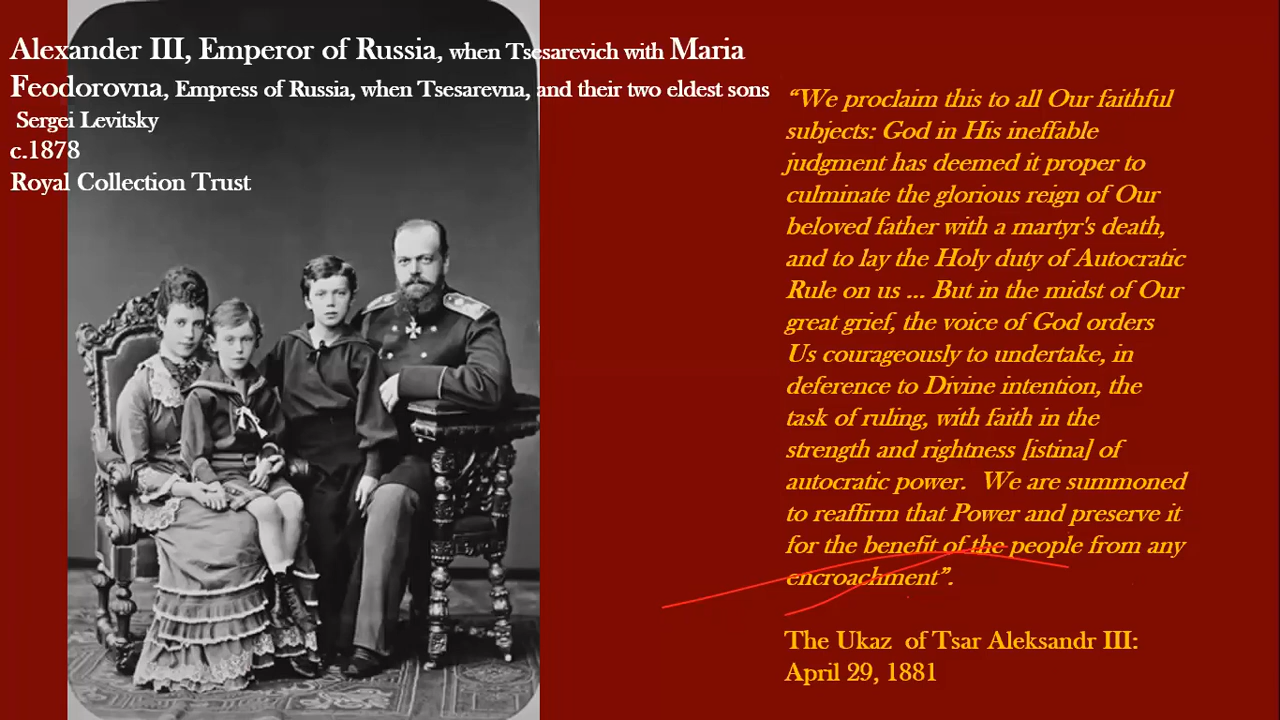 Alexander III, Emperor of Russia, when Tsesarevich with Maria
Feodorovna, Empress of Russia, when Tsesarevna, and their two eldest sons
Sergei Levitsky
c.1878
Royal Collection Trust
“We proclaim this to all Our faithful
subjects: God in His ineffable
judgment has deemed it proper to
culminate the glorious reign of Our
beloved father with a martyr's death,
and to lay the Holy duty of Autocratic
Rule on us ... But in the midst of Our
great grief, the voice of God orders
Us courageously to undertake, in
deference to Divine intention, the
task of ruling, with faith in the
strength and rightness [istina] of
autocratic power.  We are summoned
to reaffirm that Power and preserve it
for the benefit of the people from any
encroachment”.
The Ukaz  of Tsar Aleksandr III:
April 29, 1881